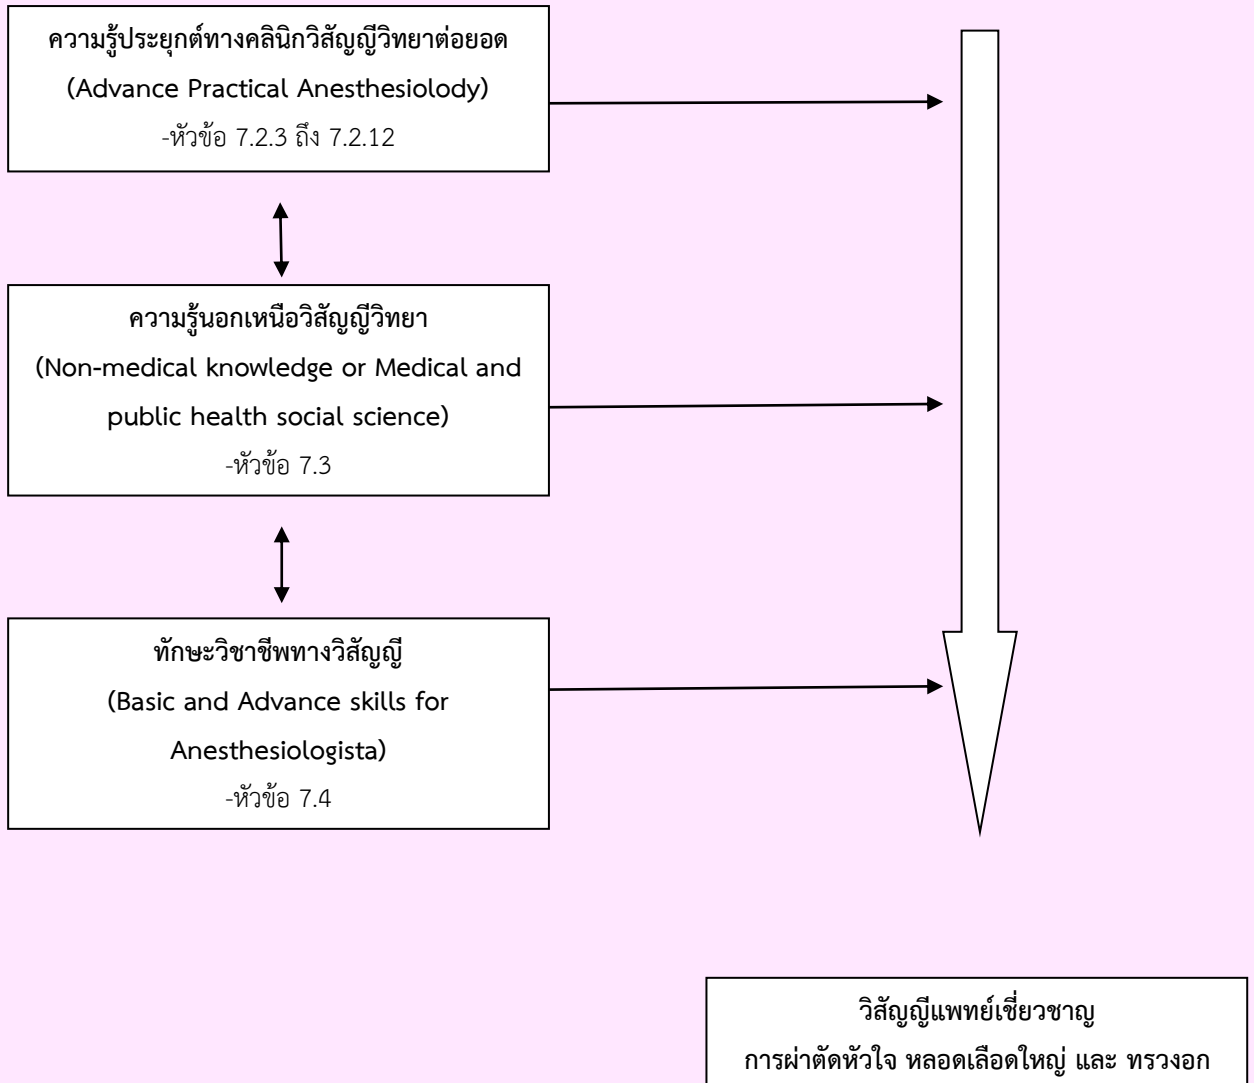 ความรู้ประยุกต์ทางคลินิกวิสัญญีวิทยาต่อยอด
(Advance Practical Anesthesiolody)
-หัวข้อ 7.2.3 ถึง 7.2.12
ความรู้นอกเหนือวิสัญญีวิทยา
(Non-medical knowledge or Medical and
public health social science)
-หัวข้อ 7.3
ทักษะวิชาชีพทางวิสัญญี
(Basic and Advance skills for
Anesthesiologista)
-หัวข้อ 7.4
วิสัญญีแพทย์เชี่ยวชาญ
การผ่าตัดหัวใจ หลอดเลือดใหญ่ และ ทรวงอก